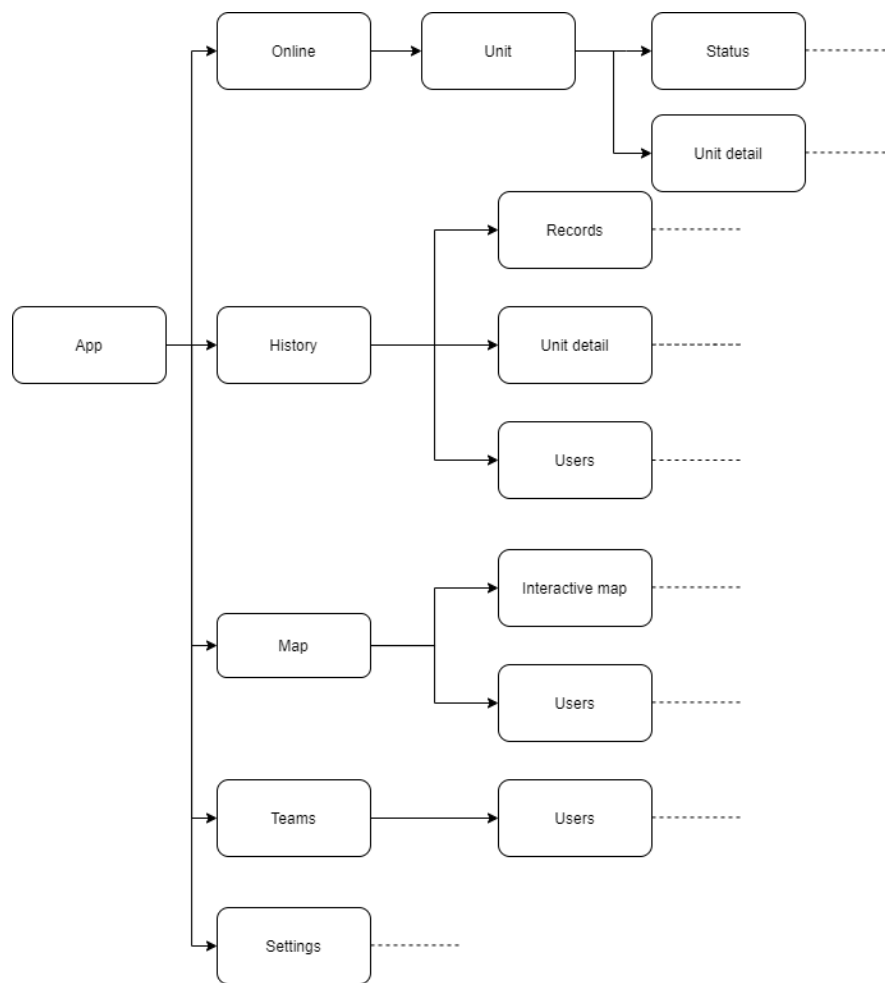 Online
Unit
Status
Unit detail
Records
App
History
Unit detail
Users
Interactive map
Map
Users
Teams
Users
Settings